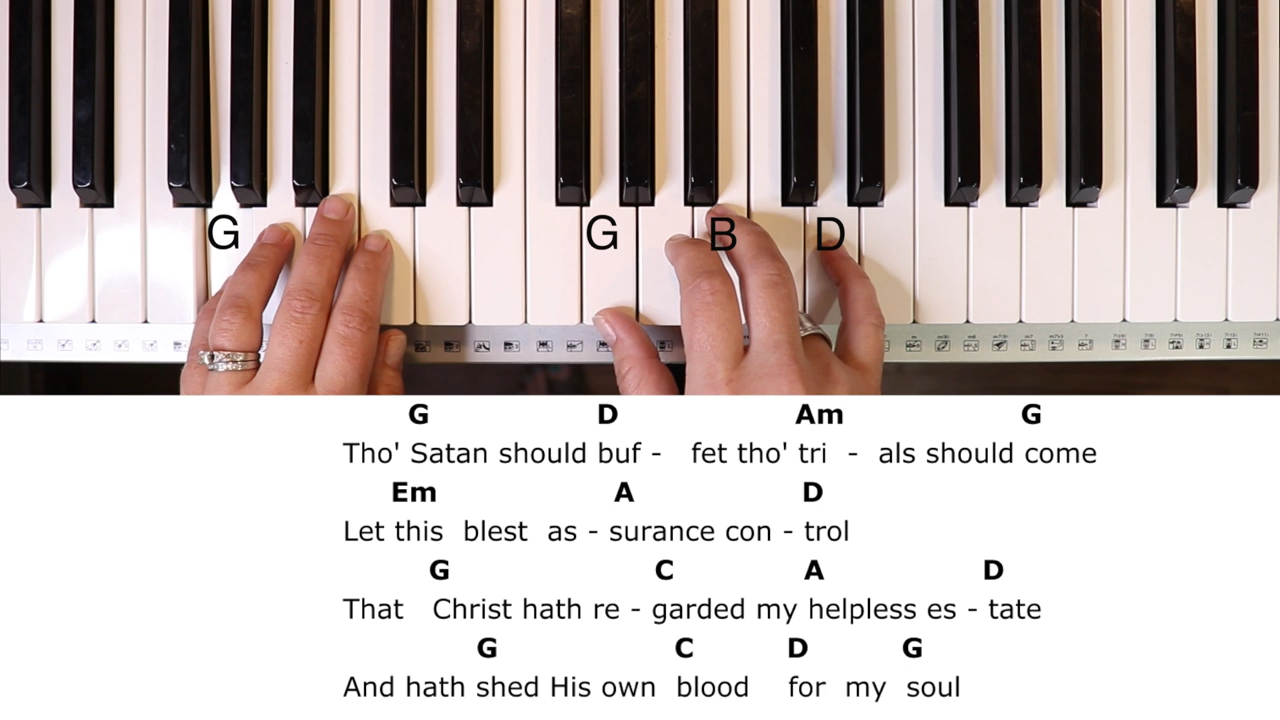 G G B D
G D Am G
Tho' Satan should buf - fet tho' tri - als should come
Em A D
Let this blest as - surance con - trol
G C A D
That Christ hath re - garded my helpless es - tate
G C D G
And hath shed His own blood for my soul